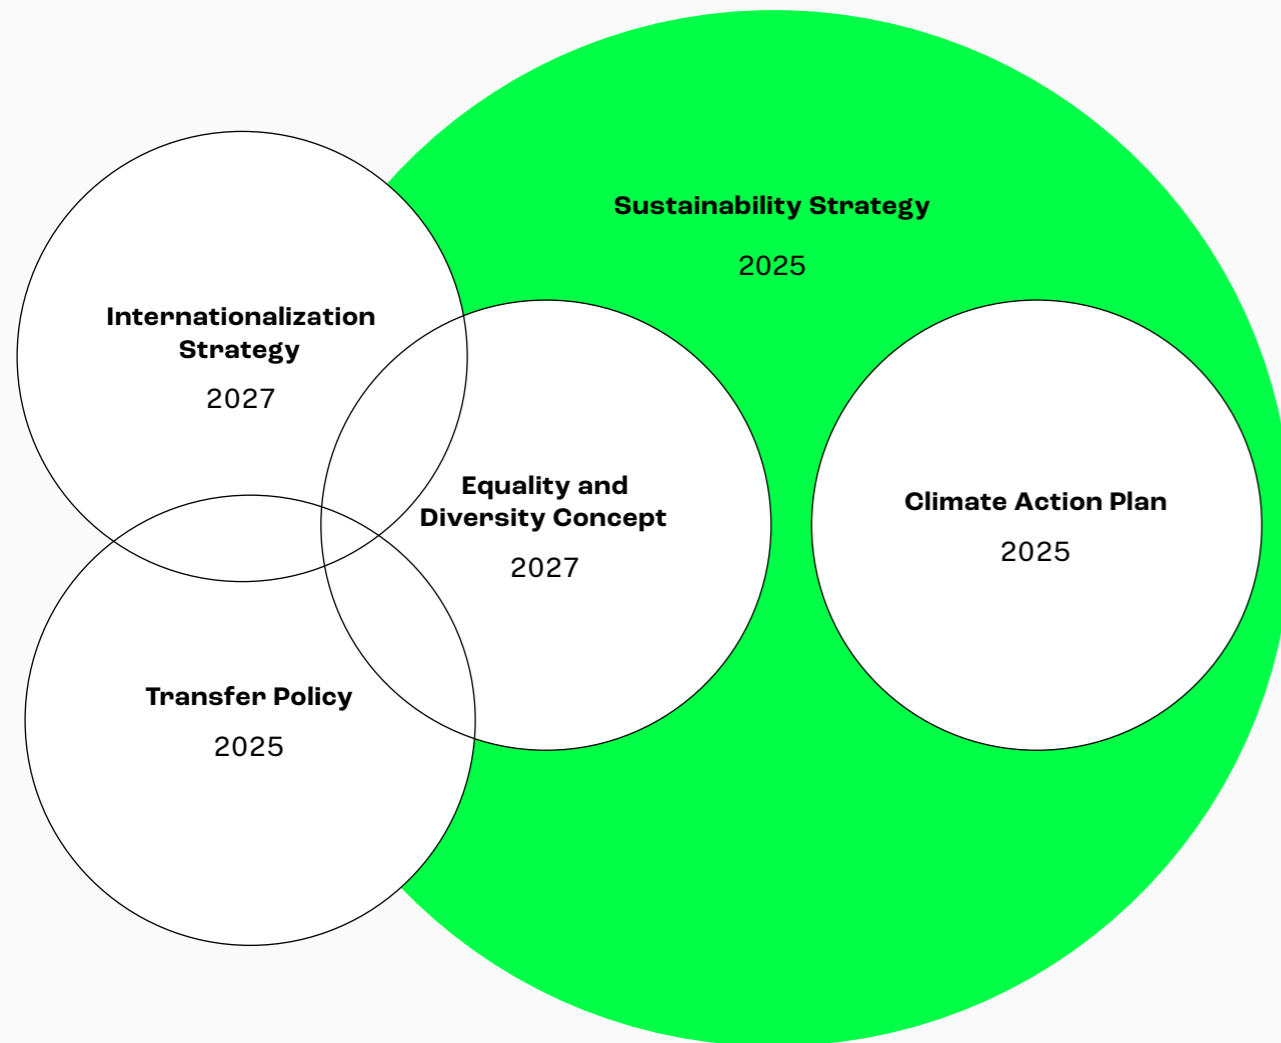 Sustainability Strategy
2025
Internationalization
Strategy
2027
Equality and
Diversity Concept
2027
Climate Action Plan
2025
Transfer Policy
2025